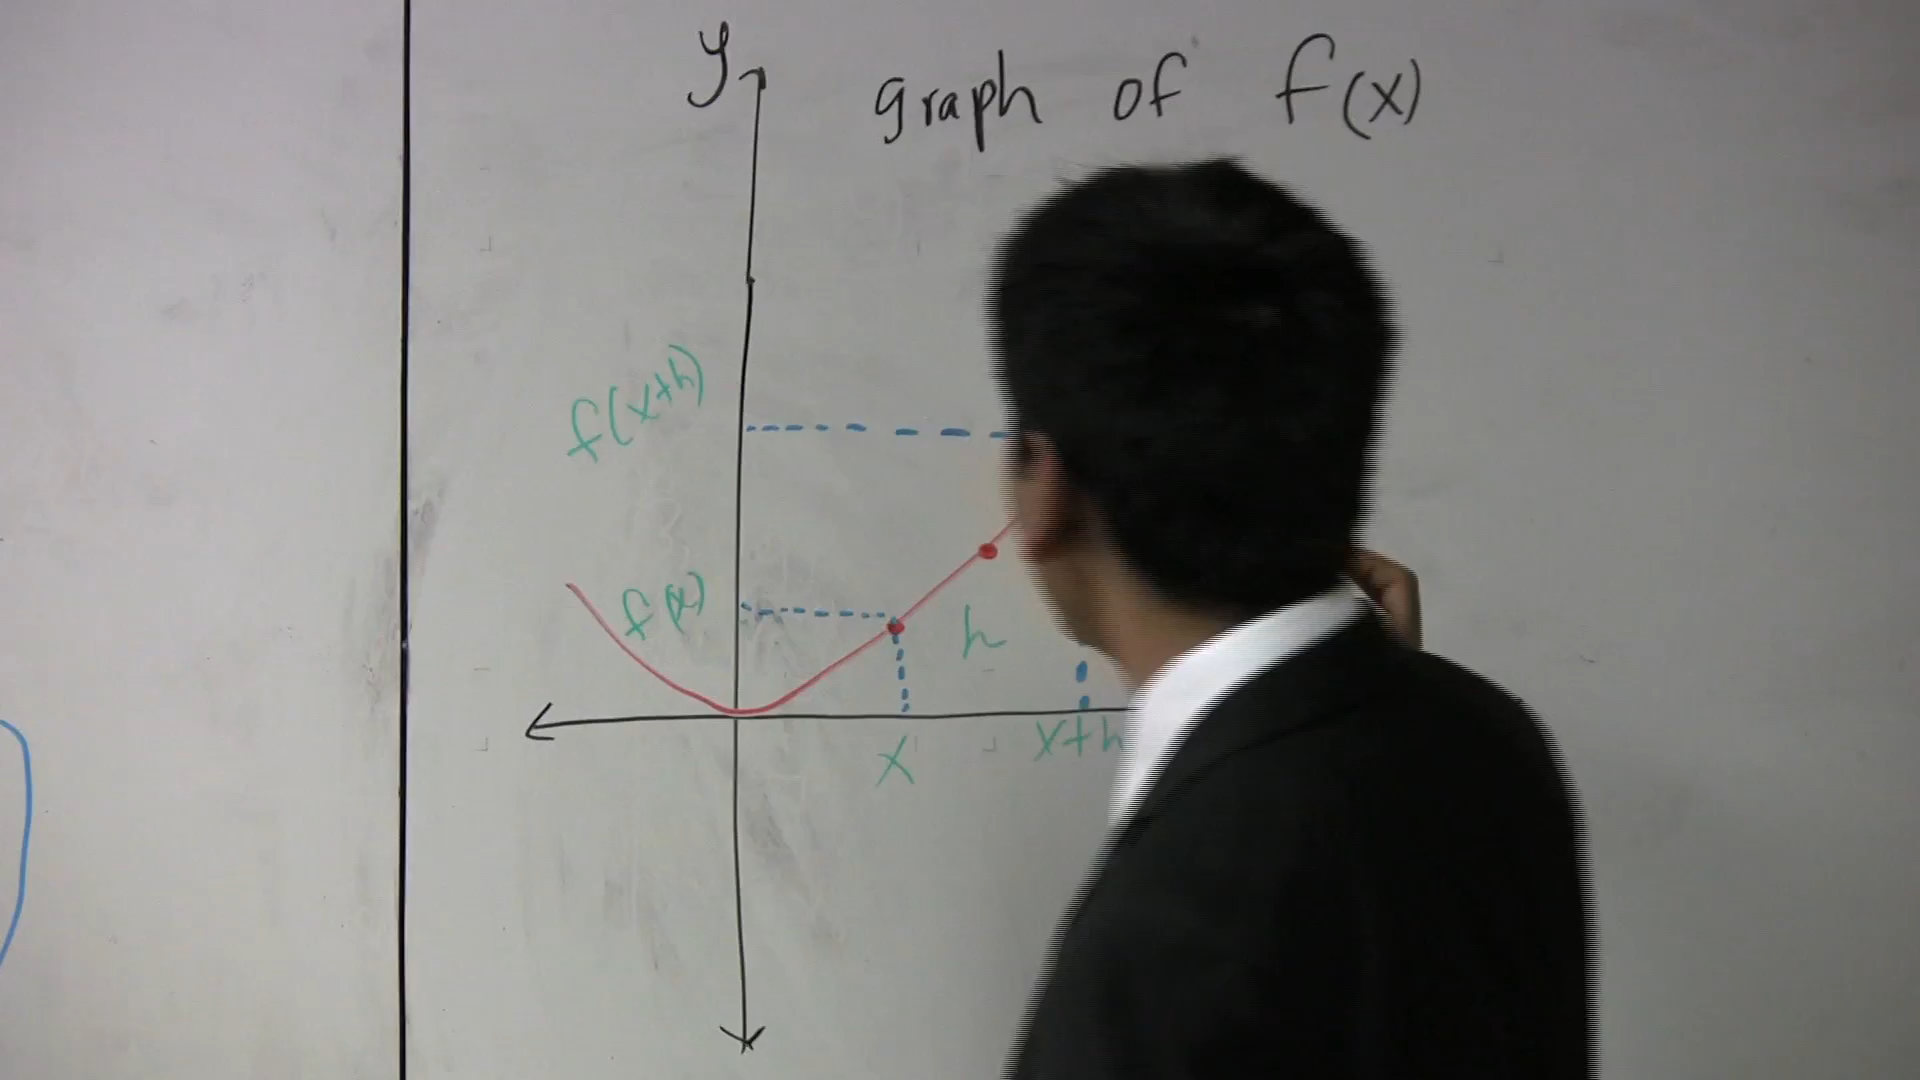 y
graph of f(x)
f(x+h)
f(x)
h
x
x+h